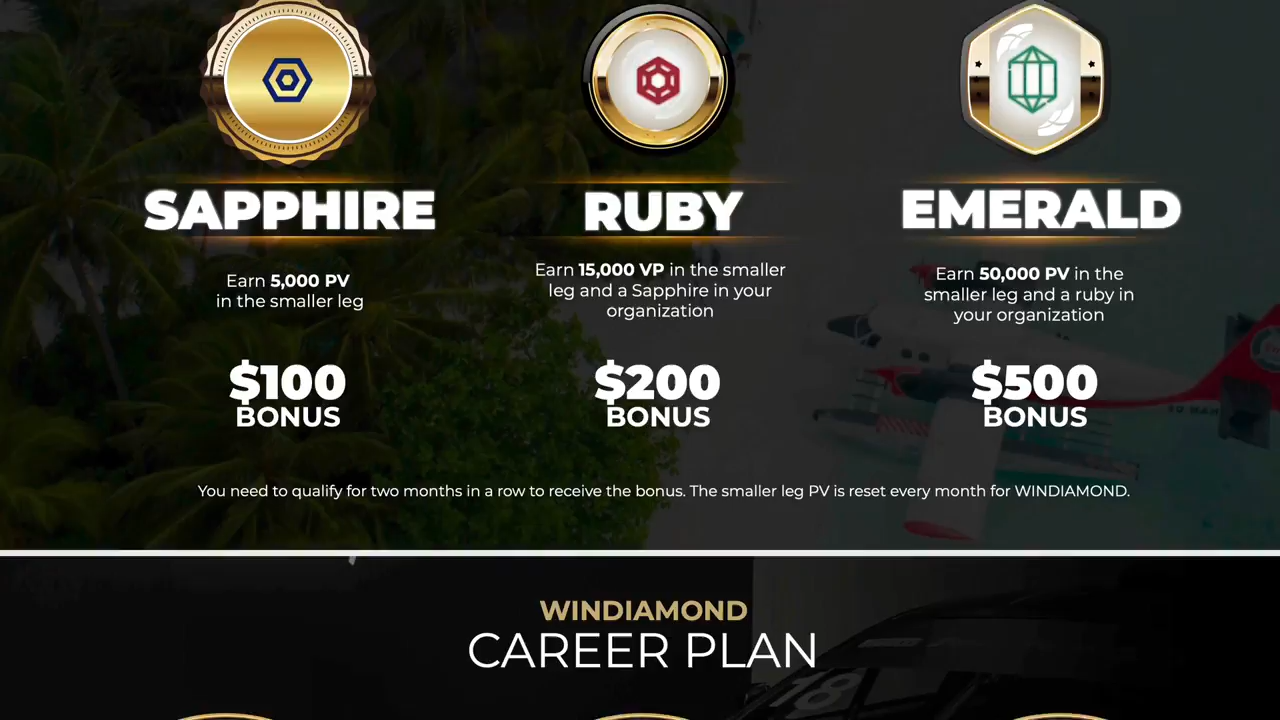 SAPPHIRE
Earn 5,000 PV
in the smaller leg
$100
BONUS
RUBY
Earn 15,000 VP in the smaller
leg and a Sapphire in your
organization
$200
BONUS
EMERALD
Earn 50,000 PV in the
smaller leg and a ruby in
your organization
$500
BONUS
You need to qualify for two months in a row to receive the bonus. The smaller leg PV is reset every month for WINDIAMOND.
WINDIAMOND
CAREER PLAN
18